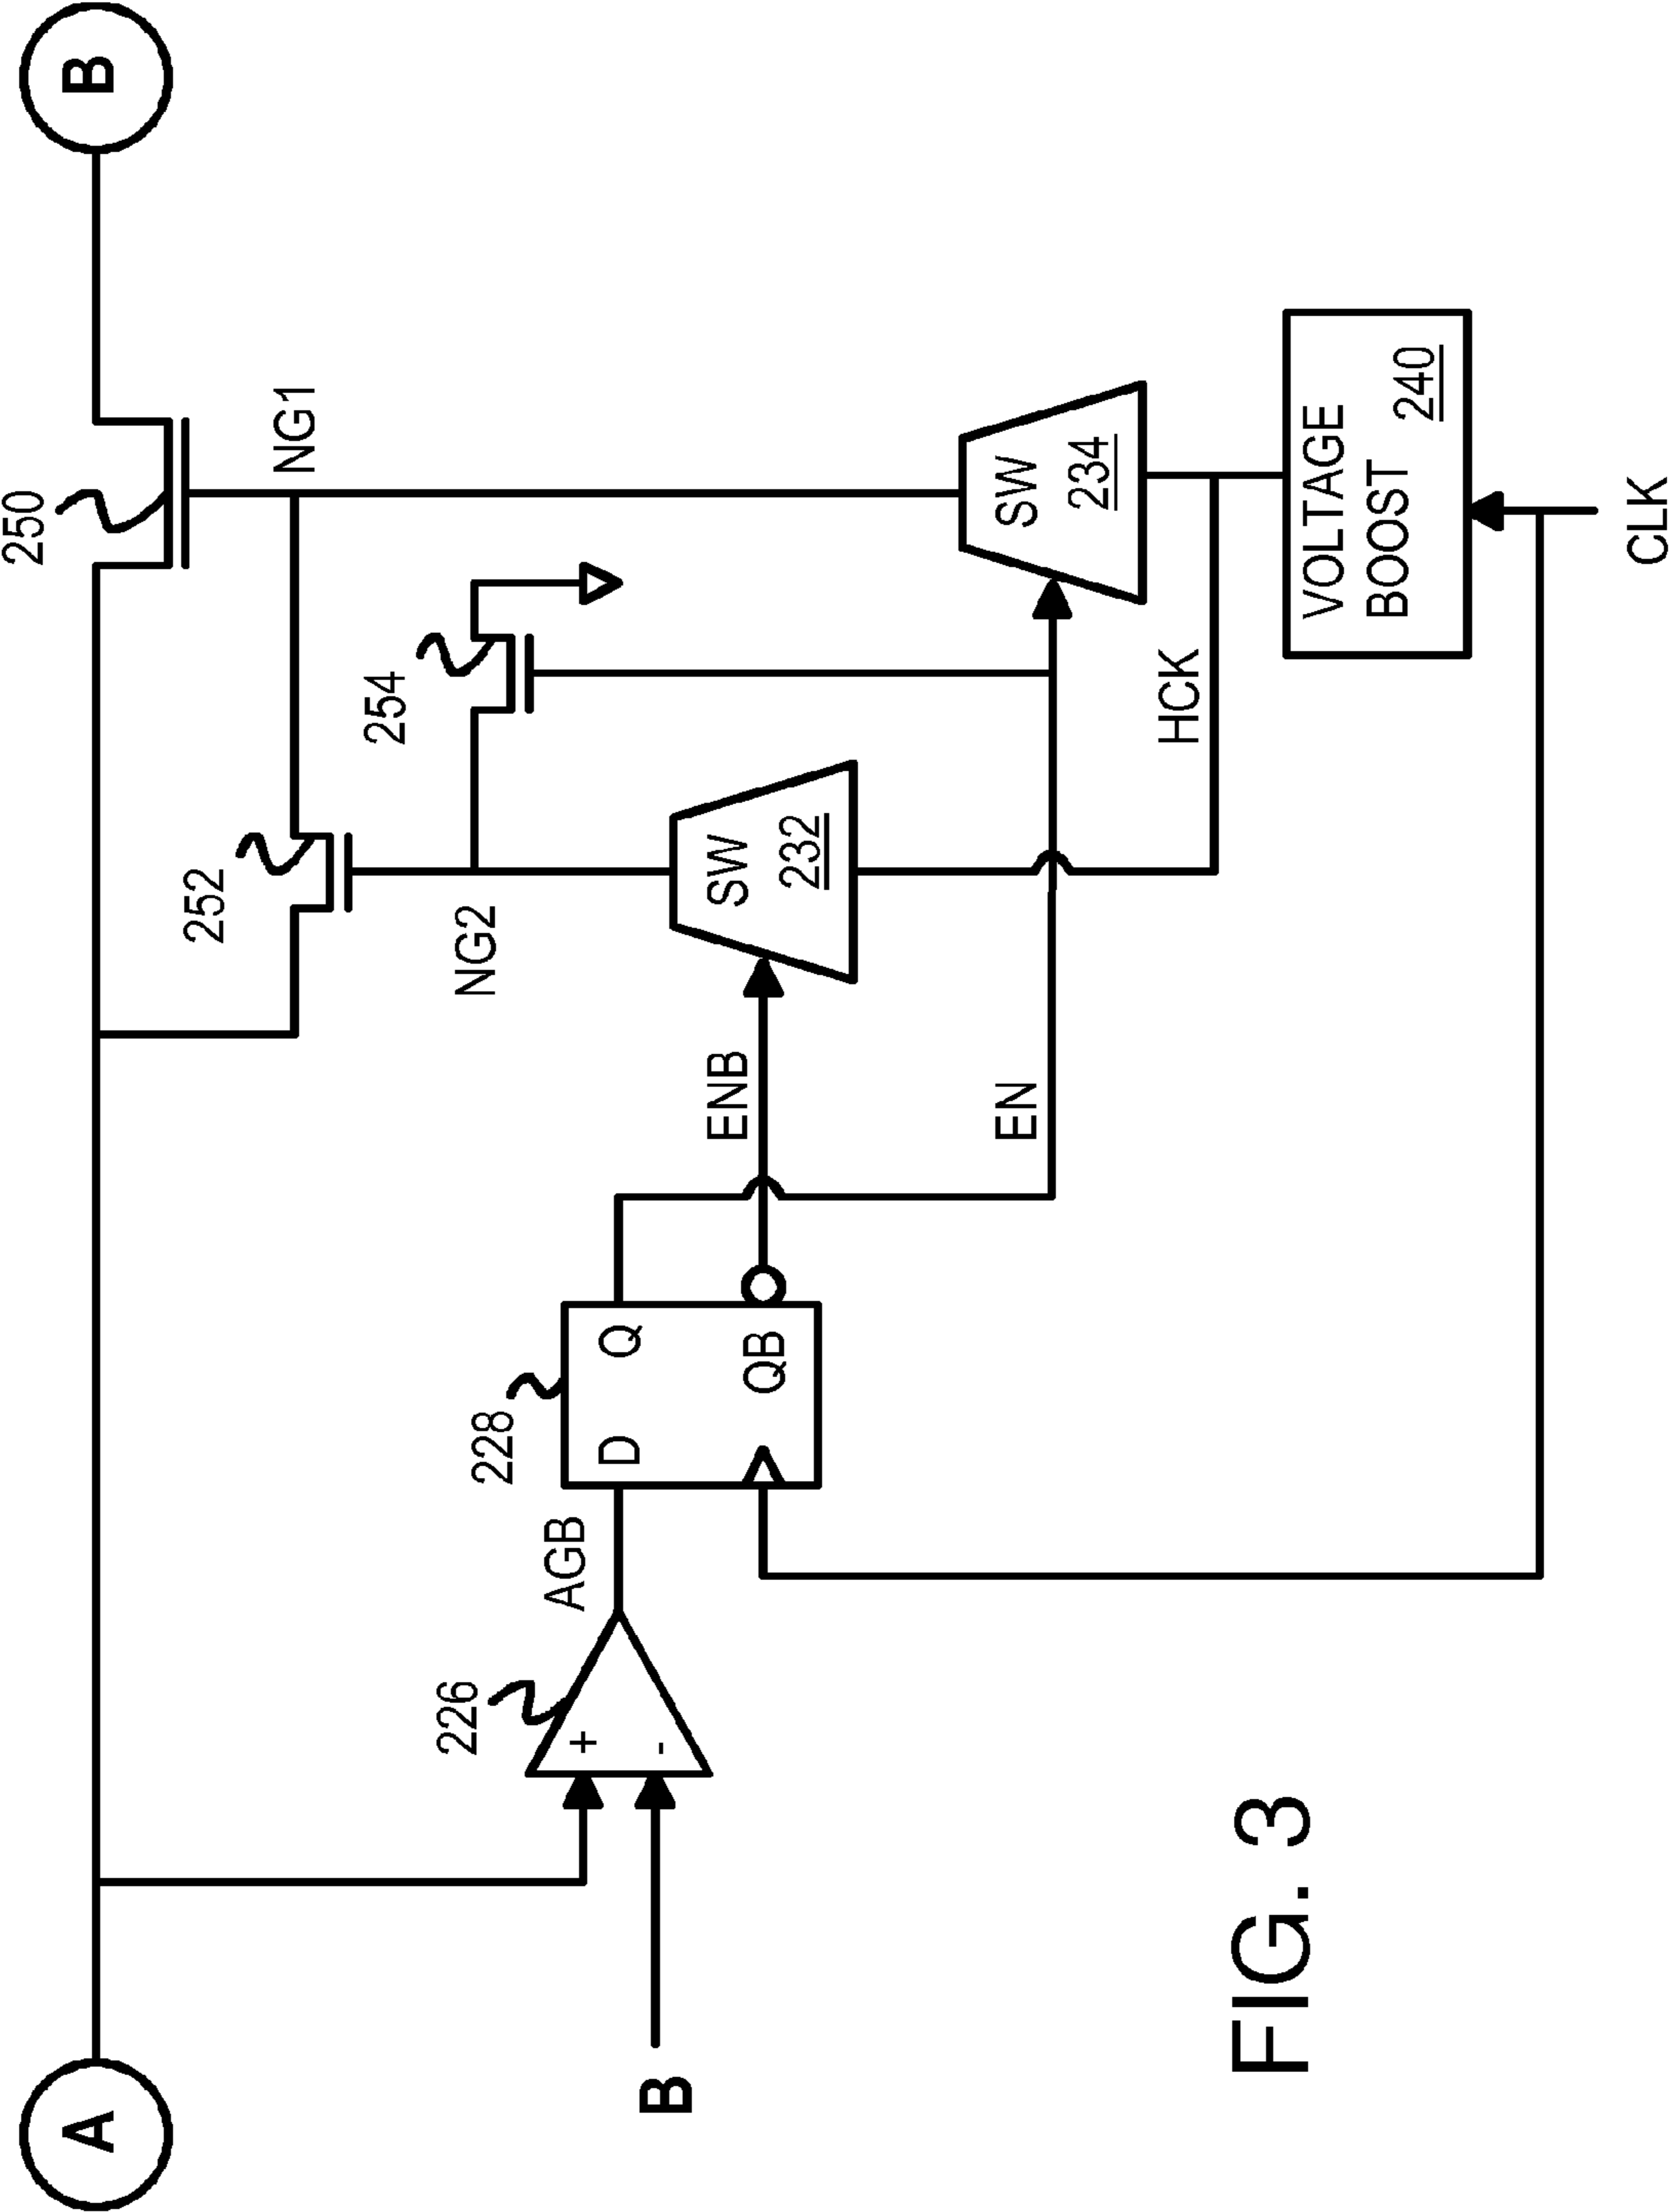 A
B
250
NG1
252
254
NG2
228
226
AGB
D
Q
QB
+
-
B
ENB
EN
SW
232
SW
234
HCK
VOLTAGE
BOOST
240
CLK
FIG. 3